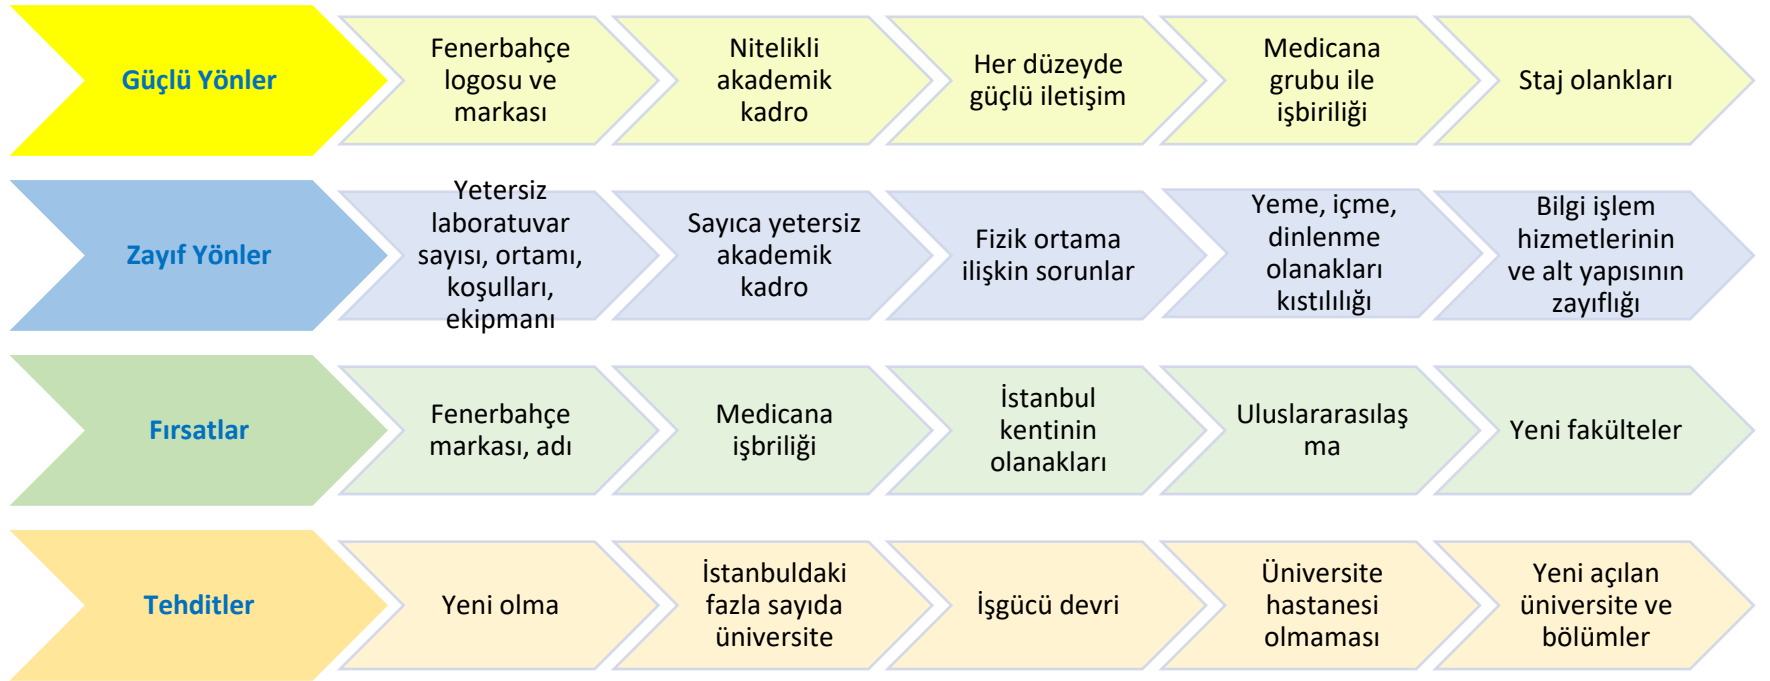 Güçlü Yönler
Fenerbahçe
logosu ve
markası
Nitelikli
akademik
kadro
Her düzeyde
güçlü iletişim
Medicana
grubu ile
işbiriliği
Staj olankları
Zayıf Yönler
Yetersiz
laboratuvar
sayısı, ortamı,
koşulları,
ekipmanı
Sayıca yetersiz
akademik
kadro
Fizik ortama
ilişkin sorunlar
Yeme, içme,
dinlenme
olanakları
kıstılılığı
Bilgi işlem
hizmetlerinin
ve alt yapısının
zayıflığı
Fırsatlar
Fenerbahçe
markası, adı
Medicana
işbriliği
İstanbul
kentinin
olanakları
Uluslararasılaş
ma
Yeni fakülteler
Tehditler
Yeni olma
İstanbuldaki
fazla sayıda
üniversite
İşgücü devri
Üniversite
hastanesi
olmaması
Yeni açılan
üniversite ve
bölümler